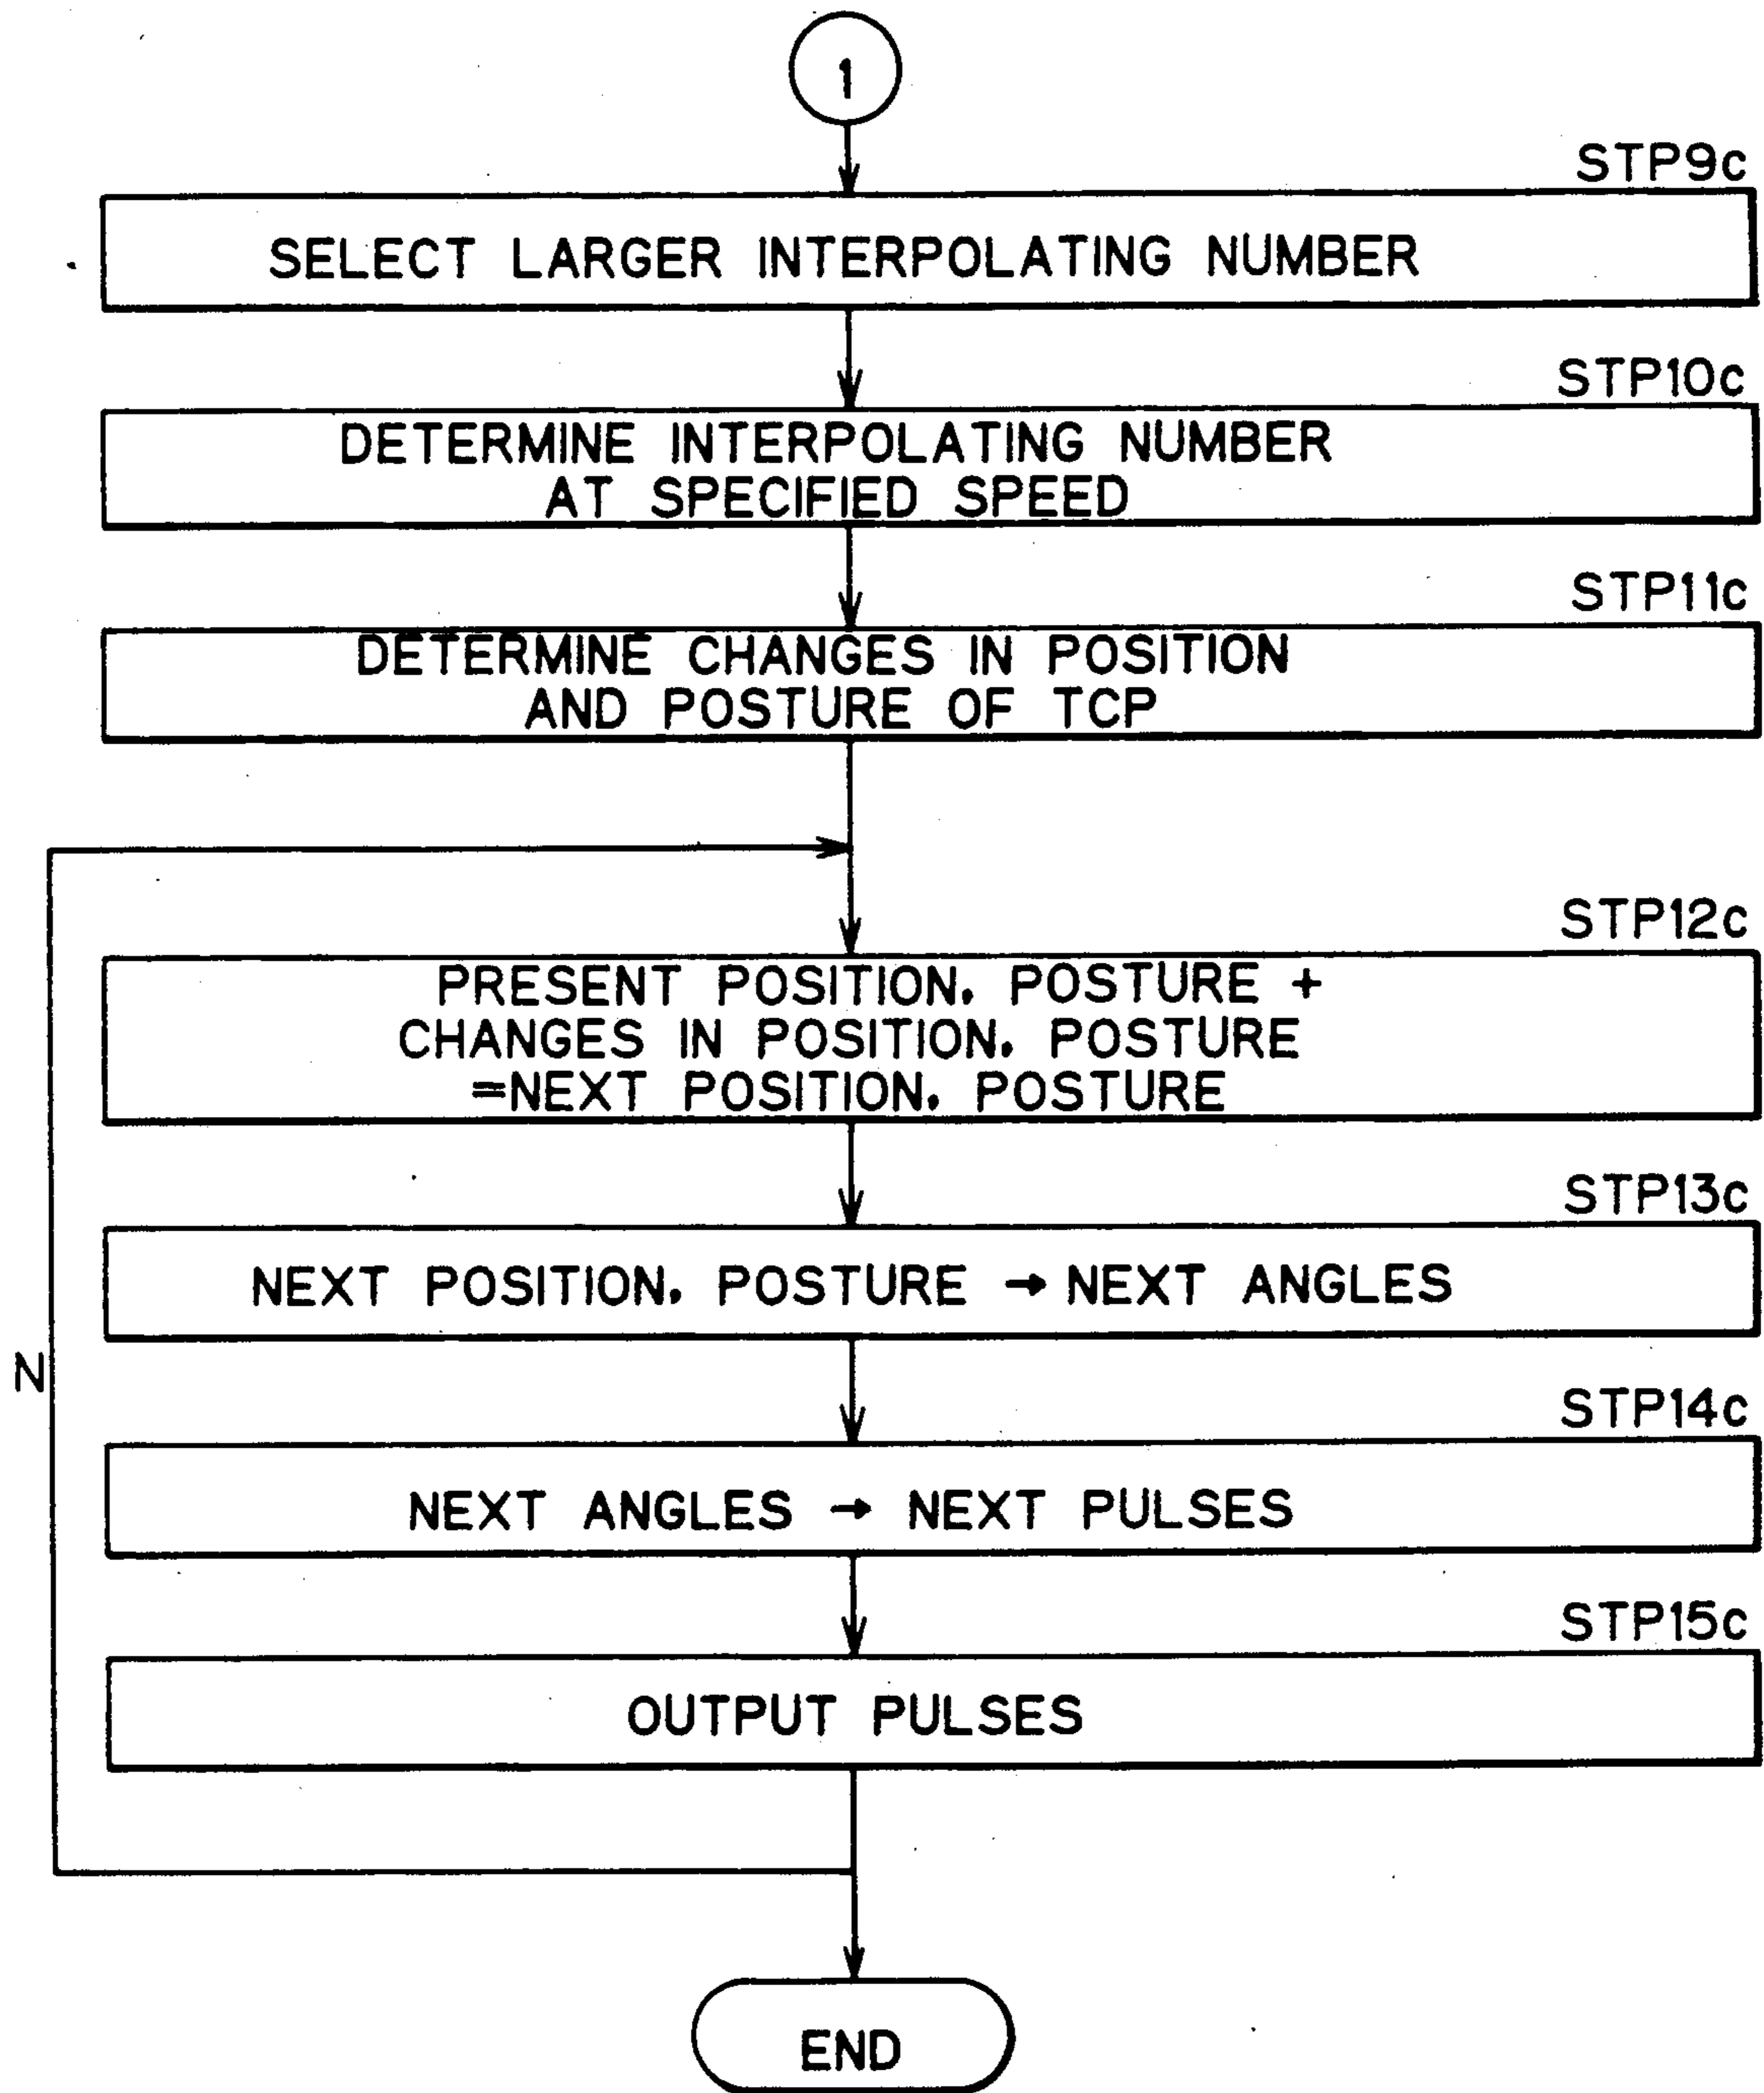 1
STP9c
SELECT LARGER INTERPOLATING NUMBER
STP10c
DETERMINE INTERPOLATING NUMBER
AT SPECIFIED SPEED
STP11c
DETERMINE CHANGES IN POSITION
AND POSTURE OF TCP
STP12c
PRESENT POSITION. POSTURE +
CHANGES IN POSITION. POSTURE
=NEXT POSITION. POSTURE
STP13c
NEXT POSITION. POSTURE → NEXT ANGLES
N
STP14c
NEXT ANGLES → NEXT PULSES
STP15c
OUTPUT PULSES
END